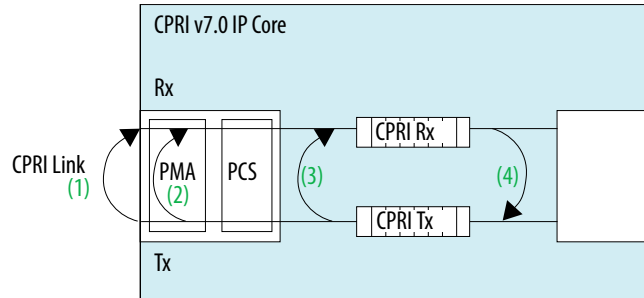 CPRI v7.0 IP Core
Rx
CPRI Rx
CPRI Link
(1)
PMA
(2)
PCS
(3)
(4)
CPRI Tx
Tx